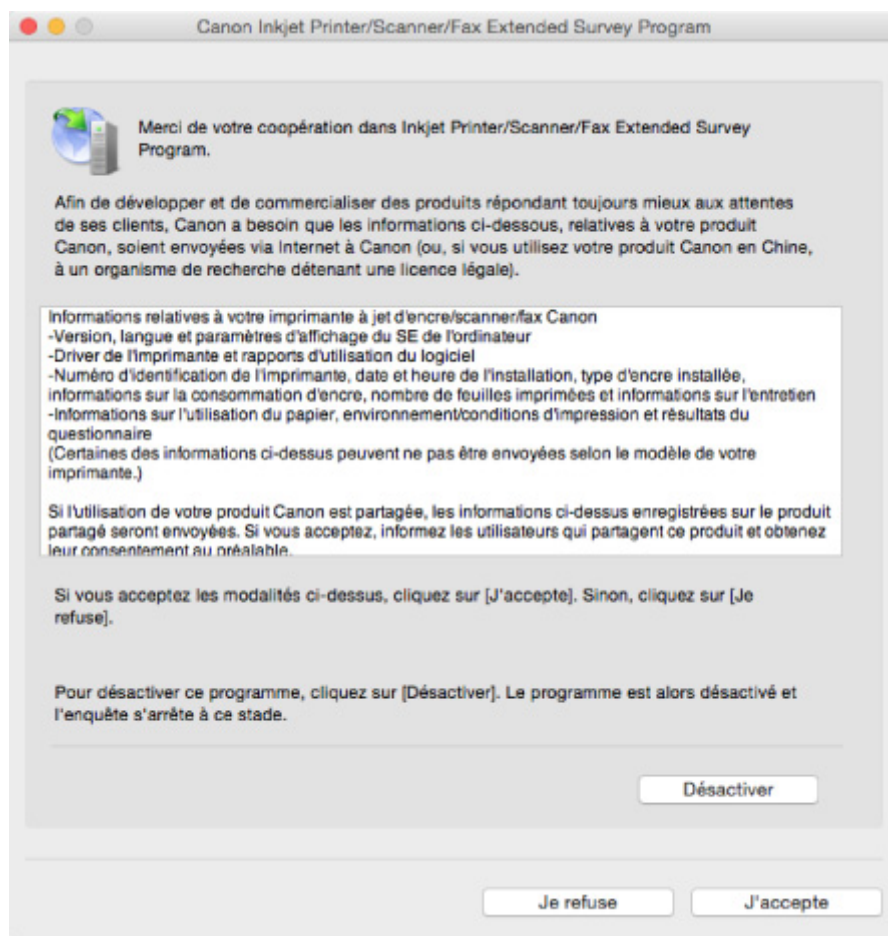 Canon Inkjet Printer/Scanner/Fax Extended Survey Program
Merci de votre coopération dans Inkjet Printer/Scanner/Fax Extended Survey
Program.
Afin de développer et de commercialiser des produits répondant toujours mieux aux attentes
de ses clients, Canon a besoin que les informations ci-dessous, relatives à votre produit
Canon, soient envoyées via Internet à Canon (ou, si vous utilisez votre produit Canon en Chine,
à un organisme de recherche détenant une licence légale).
Informations relatives à votre imprimante à jet d'encre/scanner/fax Canon
-Version, langue et paramètres d'affichage du SE de l'ordinateur
-Driver de l'imprimante et rapports d'utilisation du logiciel
-Numéro d'identification de l'imprimante, date et heure de l'installation, type d'encre installée,
informations sur la consommation d'encre, nombre de feuilles imprimées et informations sur l'entretien
-Informations sur l'utilisation du papier, environnement/conditions d'impression et résultats du
questionnaire
(Certaines des informations ci-dessus peuvent ne pas être envoyées selon le modèle de votre
imprimante.)
Si l'utilisation de votre produit Canon est partagée, les informations ci-dessus enregistrées sur le produit
partagé seront envoyées. Si vous acceptez, informez les utilisateurs qui partagent ce produit et obtenez
leur consentement au préalable.
Si vous acceptez les modalités ci-dessus, cliquez sur [J'accepte]. Sinon, cliquez sur [Je
refuse].
Pour désactiver ce programme, cliquez sur [Désactiver]. Le programme est alors désactivé et
l'enquête s'arrête à ce stade.
Désactiver
Je refuse
J'accepte